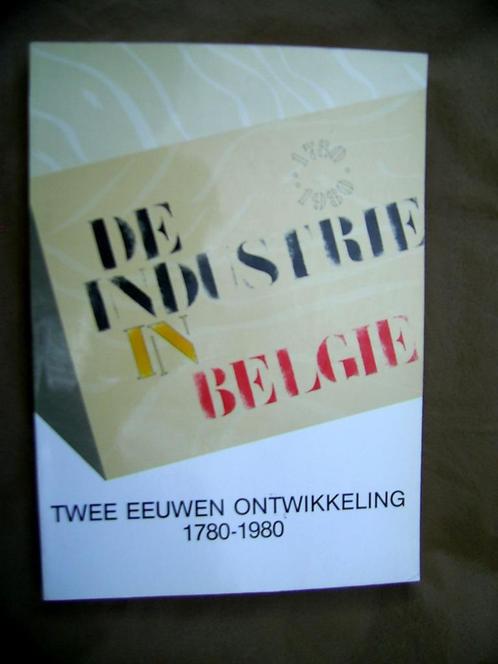 1780
1980
DE
INDUSTRIE
IN
BELGIE
TWEE EEUWEN ONTWIKKELING
1780-1980